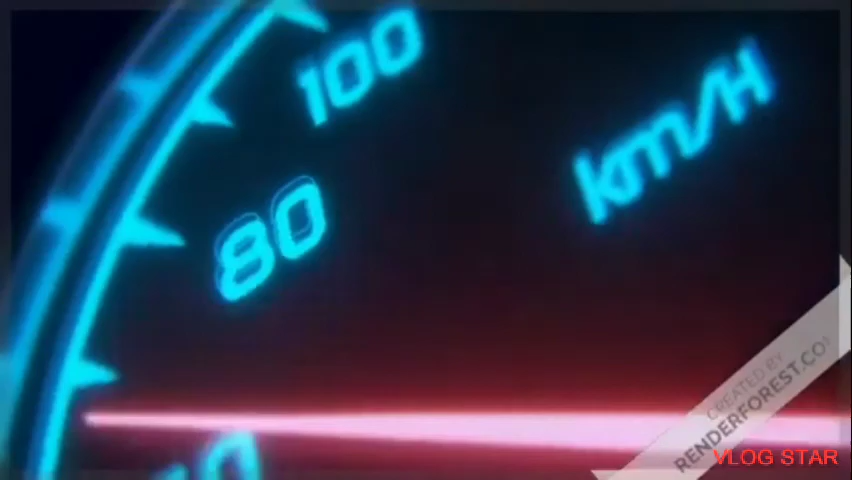 100
km/H
80
CREATED BY
RENDERFOREST.CO
VLOG STAR